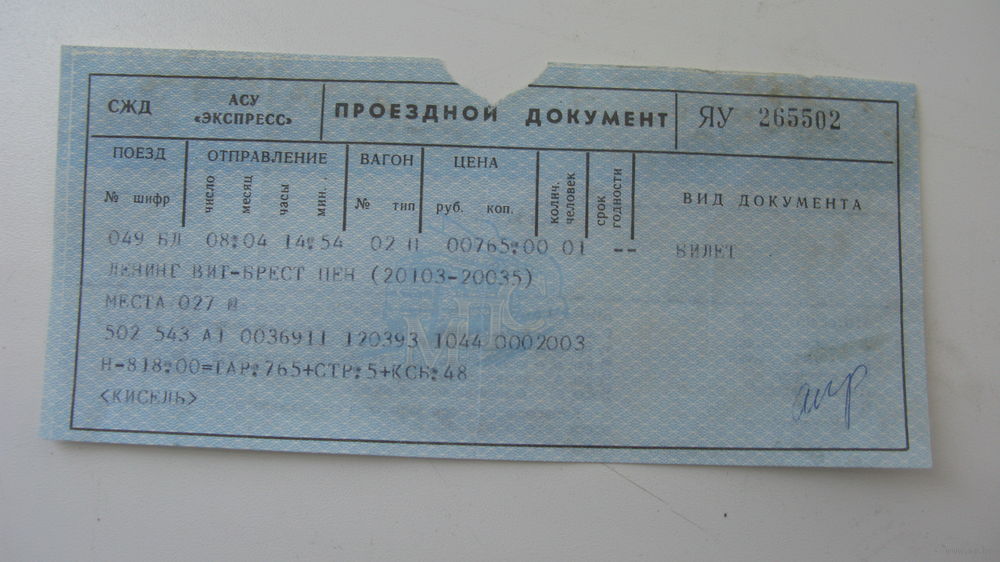 СЖД АСУ «ЭКСПРЕСС» ПРОЕЗДНОЙ ДОКУМЕНТ ЯУ 265502
ПОЕЗД ОТПРАВЛЕНИЕ ВАГОН ЦЕНА колич. человек срок годности ВИД ДОКУМЕНТА
№ шифр число месяц часы мин. № тип руб. коп.
049 БЛ 08:04 14:54 02 П 00765:00 01 -- БИЛЕТ
ЛЕНИНГ ВИТ-БРЕСТ ЦЕН (20103-20035)
МЕСТА 027
502 543 А1 0036911 120393 1044 0002003
Н-818:00=ТАР:765+СТР:5+КСБ:48
<КИСЕЛЬ>
МПС